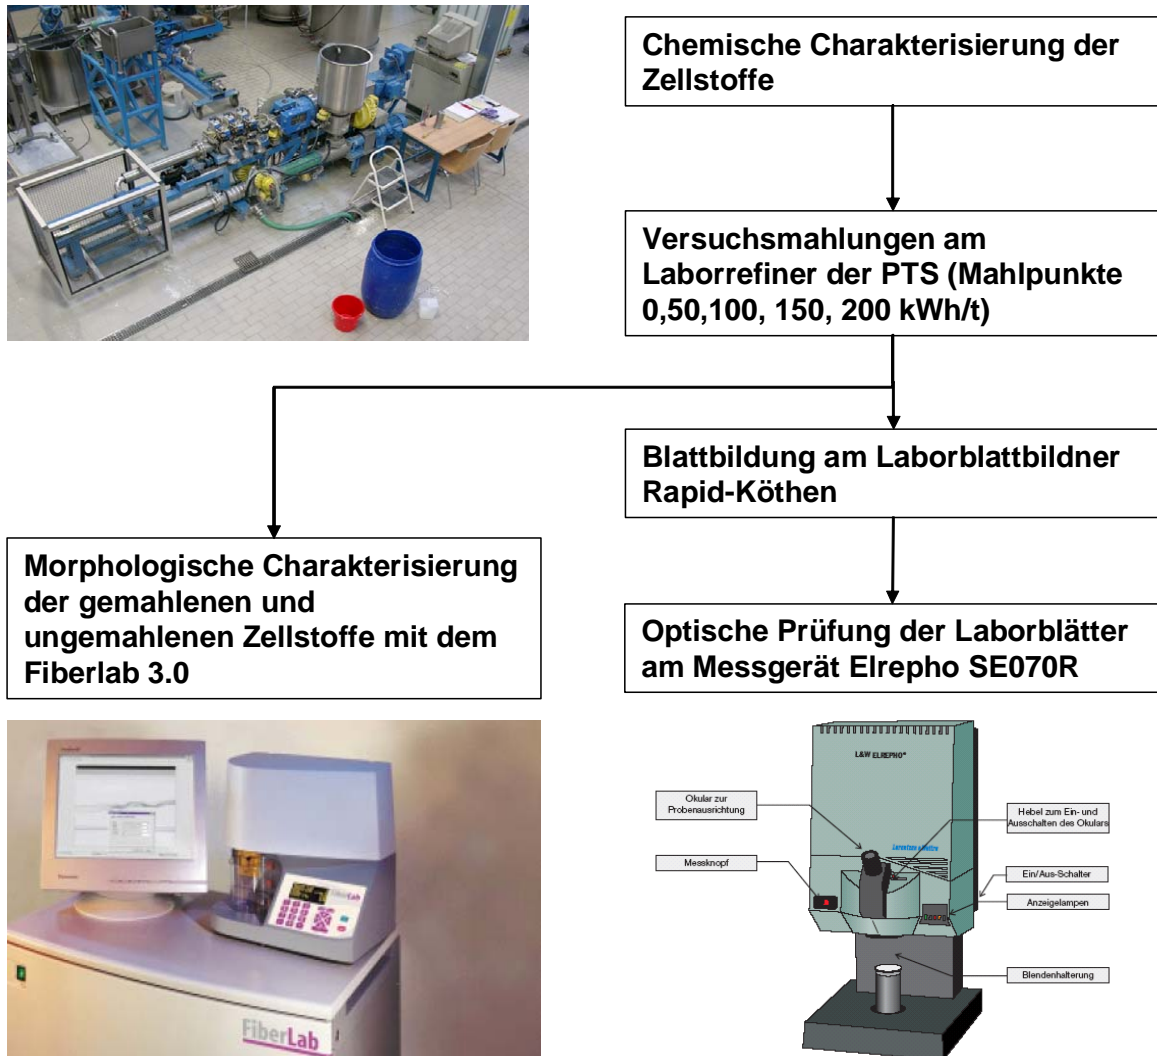 Chemische Charakterisierung der
Zellstoffe
Versuchsmahlungen am
Laborrefiner der PTS (Mahlpunkte
0,50,100, 150, 200 kWh/t)
Blattbildung am Laborblattbildner
Rapid-Köthen
Morphologische Charakterisierung
der gemahlenen und
ungemahlenen Zellstoffe mit dem
Fiberlab 3.0
Optische Prüfung der Laborblätter
am Messgerät Elrepho SE070R
FiberLab
FiberLab
L&W ELREPHO
Okular zur
Probenausrichtung
Hebel zum Ein- und
Ausschalten des Okulars
Messknopf
Ein/Aus-Schalter
Anzeigelampen
Blendenhalterung